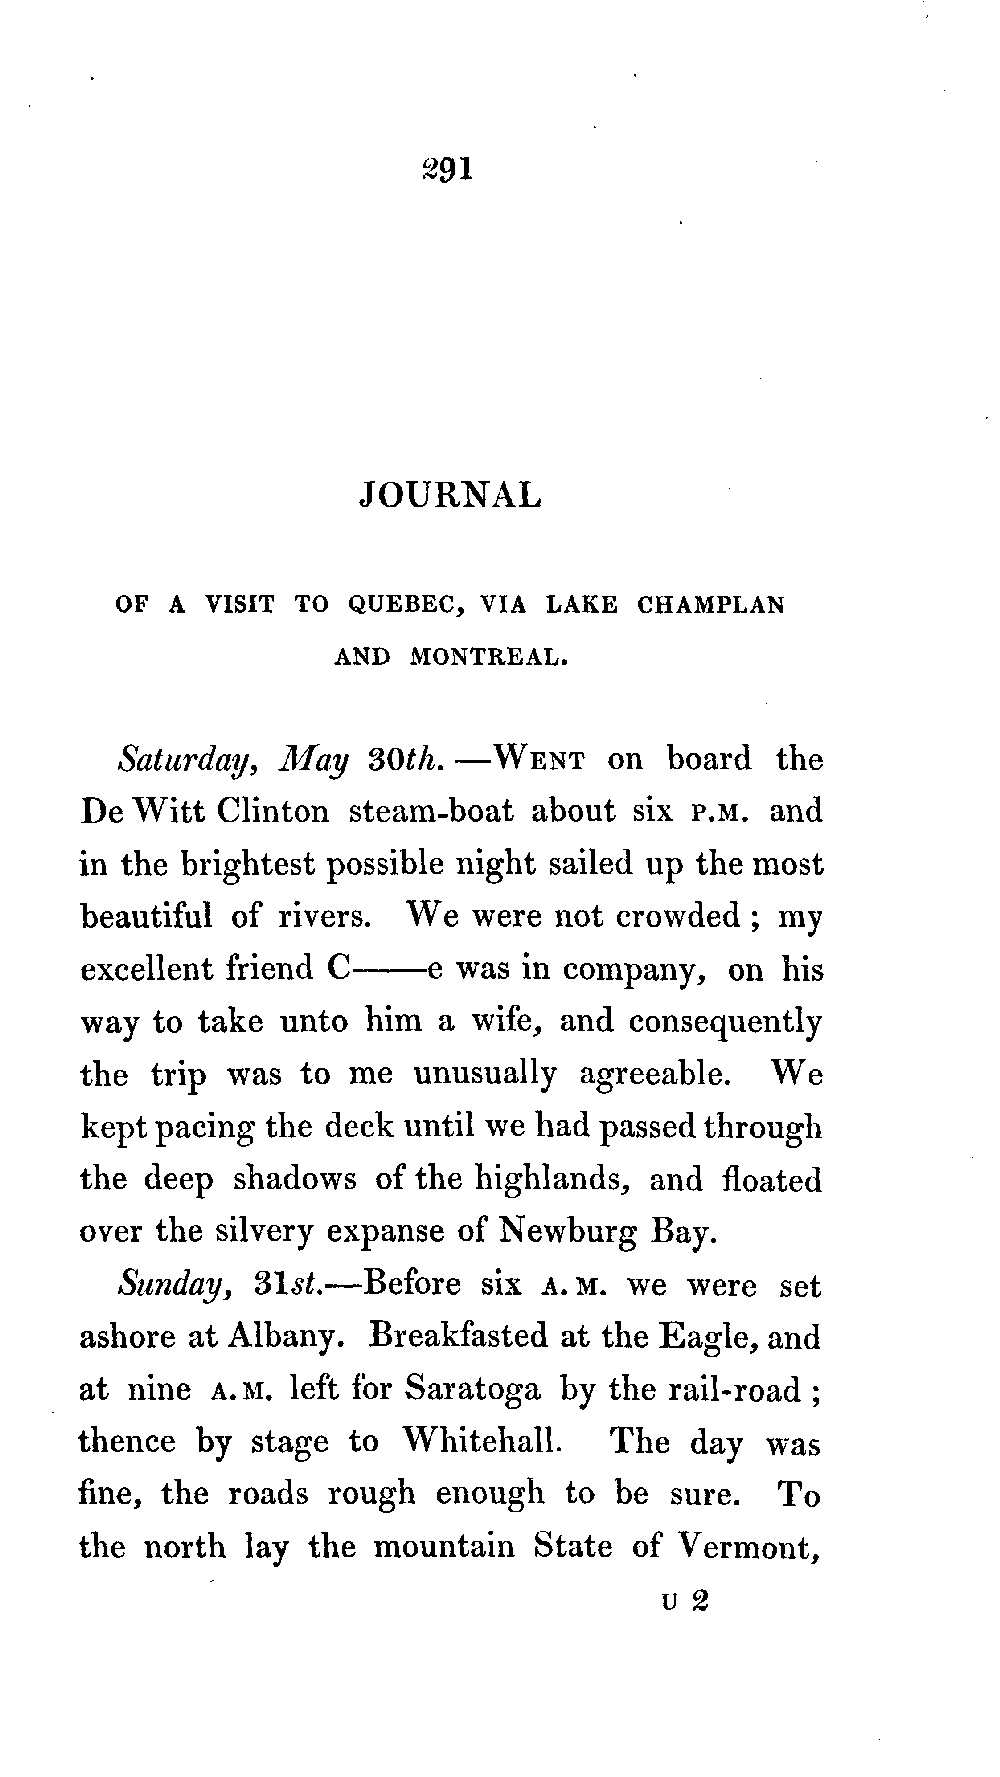 291
JOURNAL
OF A VISIT TO QUEBEC, VIA LAKE CHAMPLAN
AND MONTREAL.
Saturday, May 30th. —WENT on board the
De Witt Clinton steam-boat about six P.M. and
in the brightest possible night sailed up the most
beautiful of rivers. We were not crowded ; my
excellent friend C——e was in company, on his
way to take unto him a wife, and consequently
the trip was to me unusually agreeable. We
kept pacing the deck until we had passed through
the deep shadows of the highlands, and floated
over the silvery expanse of Newburg Bay.
Sunday, 31st.—Before six A. M. we were set
ashore at Albany. Breakfasted at the Eagle, and
at nine A.M. left for Saratoga by the rail-road ;
thence by stage to Whitehall. The day was
fine, the roads rough enough to be sure. To
the north lay the mountain State of Vermont,
U 2